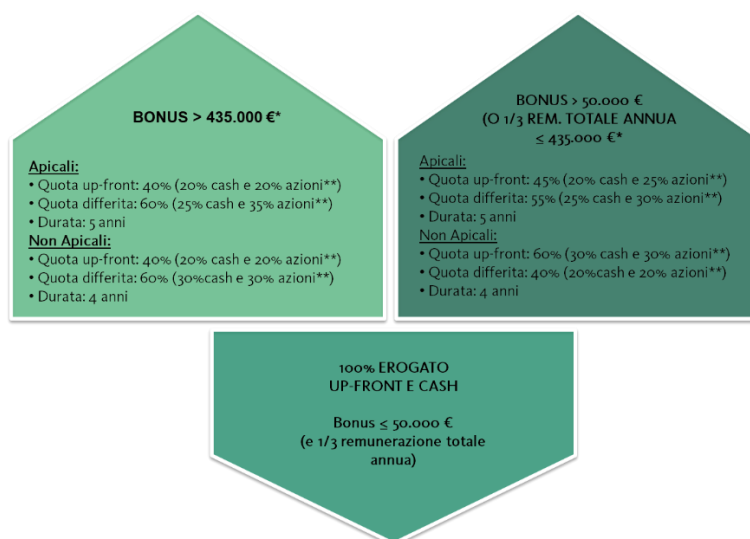 BONUS > 435.000 €*
Apicali:
• Quota up-front: 40% (20% cash e 20% azioni**)
• Quota differita: 60% (25% cash e 35% azioni**)
• Durata: 5 anni
Non Apicali:
• Quota up-front: 40% (20% cash e 20% azioni**)
• Quota differita: 60% (30%cash e 30% azioni**)
• Durata: 4 anni
BONUS > 50.000 €
(O 1/3 REM. TOTALE ANNUA
≤ 435.000 €*
Apicali:
• Quota up-front: 45% (20% cash e 25% azioni**)
• Quota differita: 55% (25% cash e 30% azioni**)
• Durata: 5 anni
Non Apicali:
• Quota up-front: 60% (30% cash e 30% azioni**)
• Quota differita: 40% (20%cash e 20% azioni**)
• Durata: 4 anni
100% EROGATO
UP-FRONT E CASH
Bonus ≤ 50.000 €
(e 1/3 remunerazione totale
annua)